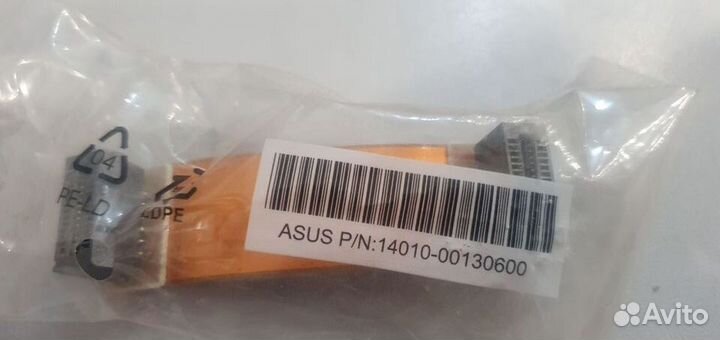 04
PE-LD
LDPE
ASUS P/N:14010-00130600
Avito